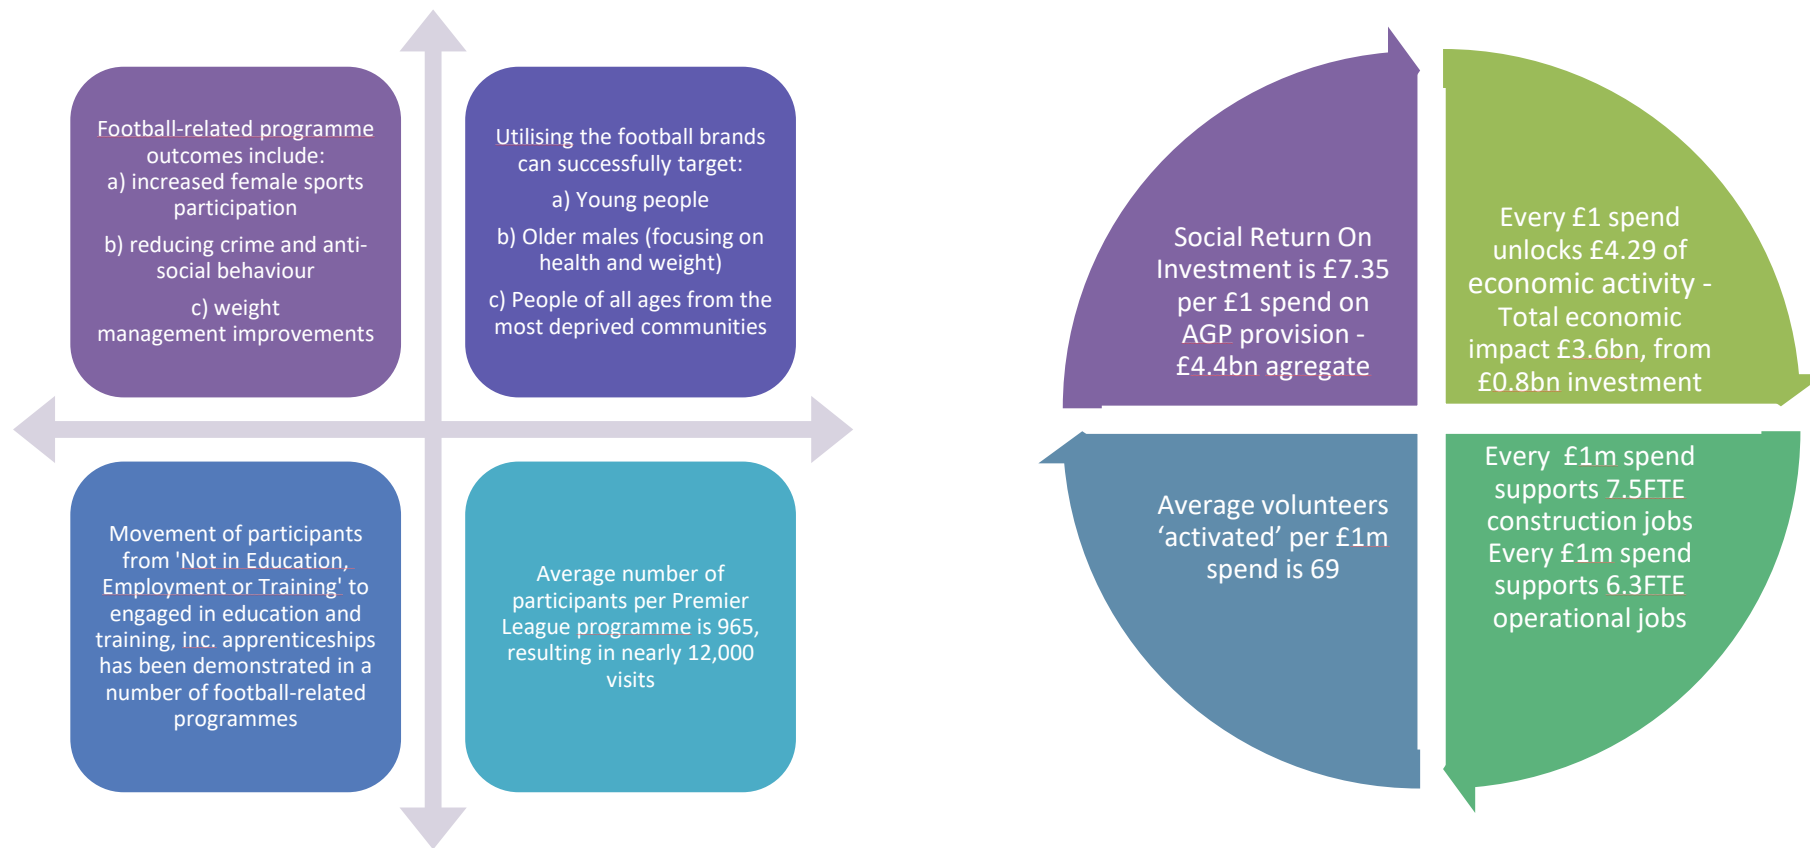 Football-related programme
outcomes include:
a) increased female sports
participation
b) reducing crime and anti-
social behaviour
c) weight
management improvements
Utilising the football brands
can successfully target:
a) Young people
b) Older males (focusing on
health and weight)
c) People of all ages from the
most deprived communities
Movement of participants
from 'Not in Education,
Employment or Training' to
engaged in education and
training, inc. apprenticeships
has been demonstrated in a
number of football-related
programmes
Average number of
participants per Premier
League programme is 965,
resulting in nearly 12,000
visits
Social Return On
Investment is £7.35
per £1 spend on
AGP provision -
£4.4bn agregate
Every £1 spend
unlocks £4.29 of
economic activity -
Total economic
impact £3.6bn, from
£0.8bn investment
Average volunteers
‘activated’ per £1m
spend is 69
Every  £1m spend
supports 7.5FTE
construction jobs
Every £1m spend
supports 6.3FTE
operational jobs